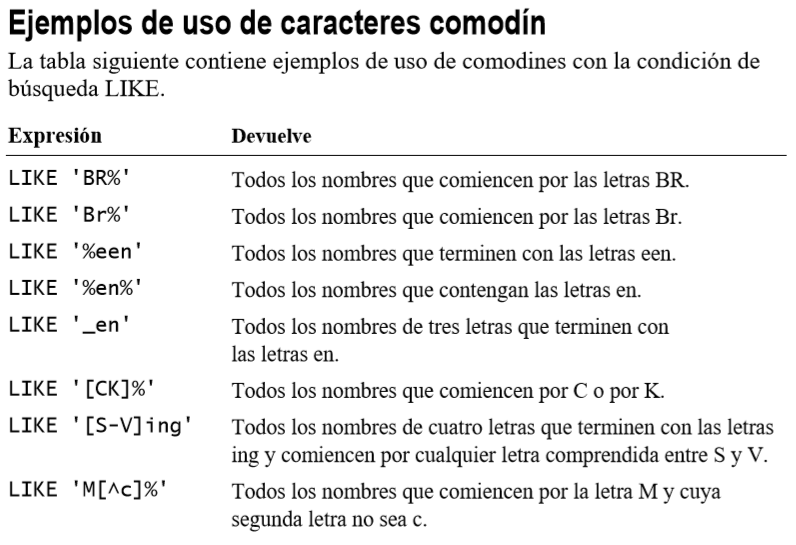 Ejemplos de uso de caracteres comodín
La tabla siguiente contiene ejemplos de uso de comodines con la condición de
búsqueda LIKE.
Expresión Devuelve
LIKE 'BR%' Todos los nombres que comiencen por las letras BR.
LIKE 'Br%' Todos los nombres que comiencen por las letras Br.
LIKE '%een' Todos los nombres que terminen con las letras een.
LIKE '%en%' Todos los nombres que contengan las letras en.
LIKE '_en' Todos los nombres de tres letras que terminen con
las letras en.
LIKE '[CK]%' Todos los nombres que comiencen por C o por K.
LIKE '[S-V]ing' Todos los nombres de cuatro letras que terminen con las letras
ing y comiencen por cualquier letra comprendida entre S y V.
LIKE 'M[^c]%' Todos los nombres que comiencen por la letra M y cuya
segunda letra no sea c.